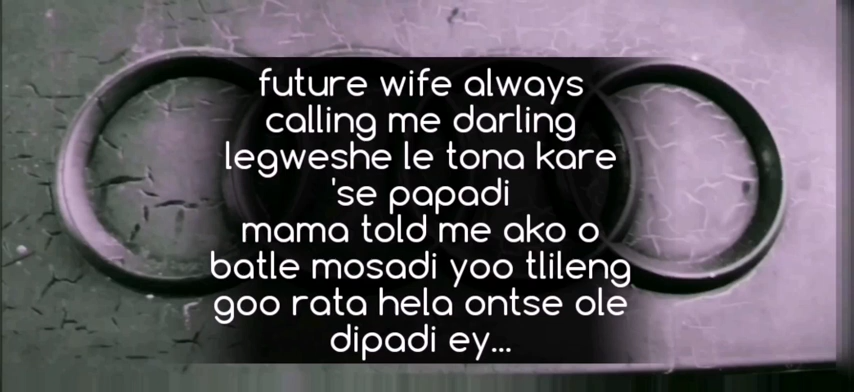 future wife always
calling me darling
legweshe le tona kare
'se papadi
mama told me ako o
batle mosadi yoo tlileng
goo rata hela ontse ole
dipadi ey...